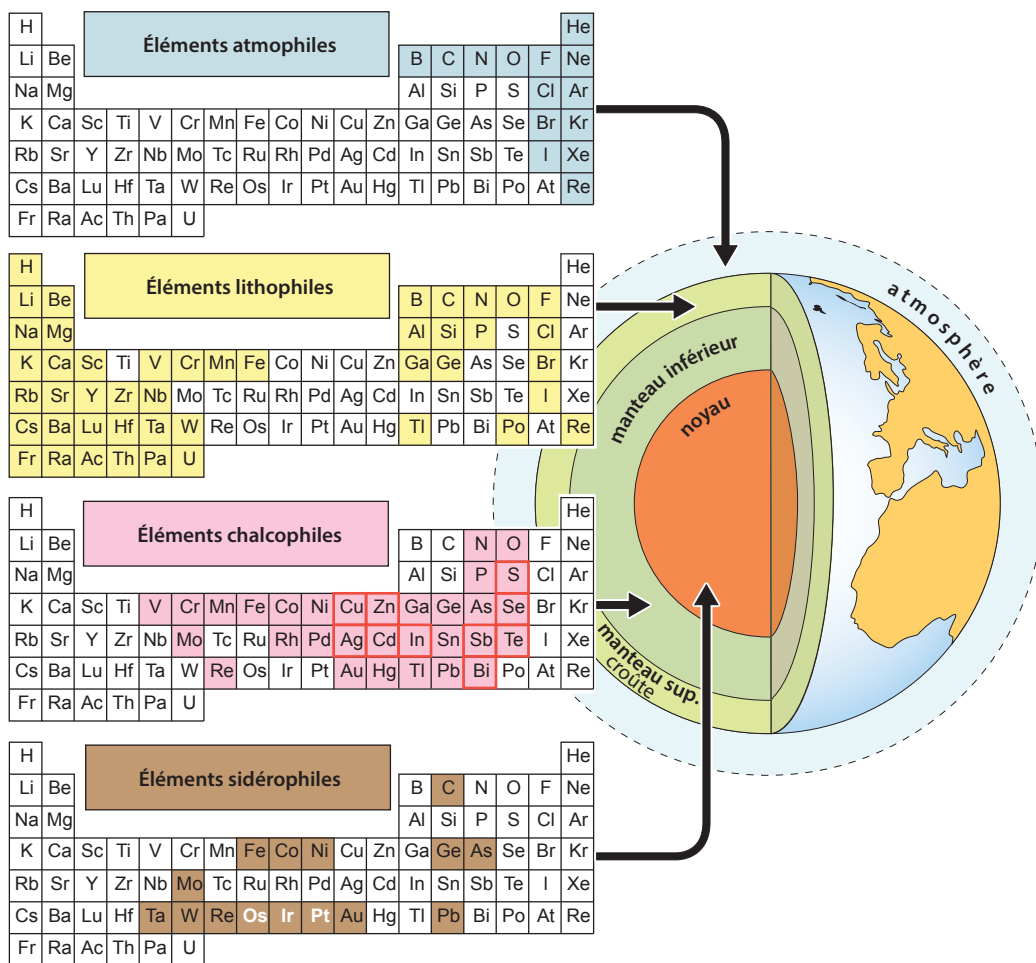 H He
Éléments atmophiles
Li Be B C N O F Ne
Na Mg Al Si P S Cl Ar
K Ca Sc Ti V Cr Mn Fe Co Ni Cu Zn Ga Ge As Se Br Kr
Rb Sr Y Zr Nb Mo Tc Ru Rh Pd Ag Cd In Sn Sb Te I Xe
Cs Ba Lu Hf Ta W Re Os Ir Pt Au Hg Tl Pb Bi Po At Re
Fr Ra Ac Th Pa U
H He
Éléments lithophiles
Li Be B C N O F Ne
Na Mg Al Si P S Cl Ar
K Ca Sc Ti V Cr Mn Fe Co Ni Cu Zn Ga Ge As Se Br Kr
Rb Sr Y Zr Nb Mo Tc Ru Rh Pd Ag Cd In Sn Sb Te I Xe
Cs Ba Lu Hf Ta W Re Os Ir Pt Au Hg Tl Pb Bi Po At Re
Fr Ra Ac Th Pa U
H He
Éléments chalcophiles
Li Be B C N O F Ne
Na Mg Al Si P S Cl Ar
K Ca Sc Ti V Cr Mn Fe Co Ni Cu Zn Ga Ge As Se Br Kr
Rb Sr Y Zr Nb Mo Tc Ru Rh Pd Ag Cd In Sn Sb Te I Xe
Cs Ba Lu Hf Ta W Re Os Ir Pt Au Hg Tl Pb Bi Po At Re
Fr Ra Ac Th Pa U
H He
Éléments sidérophiles
Li Be B C N O F Ne
Na Mg Al Si P S Cl Ar
K Ca Sc Ti V Cr Mn Fe Co Ni Cu Zn Ga Ge As Se Br Kr
Rb Sr Y Zr Nb Mo Tc Ru Rh Pd Ag Cd In Sn Sb Te I Xe
Cs Ba Lu Hf Ta W Re Os Ir Pt Au Hg Tl Pb Bi Po At Re
Fr Ra Ac Th Pa U
atmosphère
manteau inférieur
noyau
manteau sup.
croûte